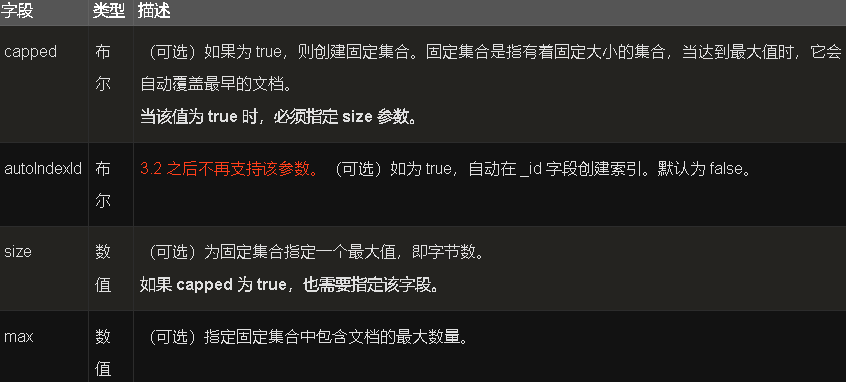 字段 类型 描述
capped 布尔 （可选）如果为 true，则创建固定集合。固定集合是指有着固定大小的集合，当达到最大值时，它会
自动覆盖最早的文档。
当该值为 true 时，必须指定 size 参数。
autoIndexId 布尔 3.2 之后不再支持该参数。（可选）如为 true，自动在 _id 字段创建索引。默认为 false。
size 数值 （可选）为固定集合指定一个最大值，即字节数。
如果 capped 为 true，也需要指定该字段。
max 数值 （可选）指定固定集合中包含文档的最大数量。